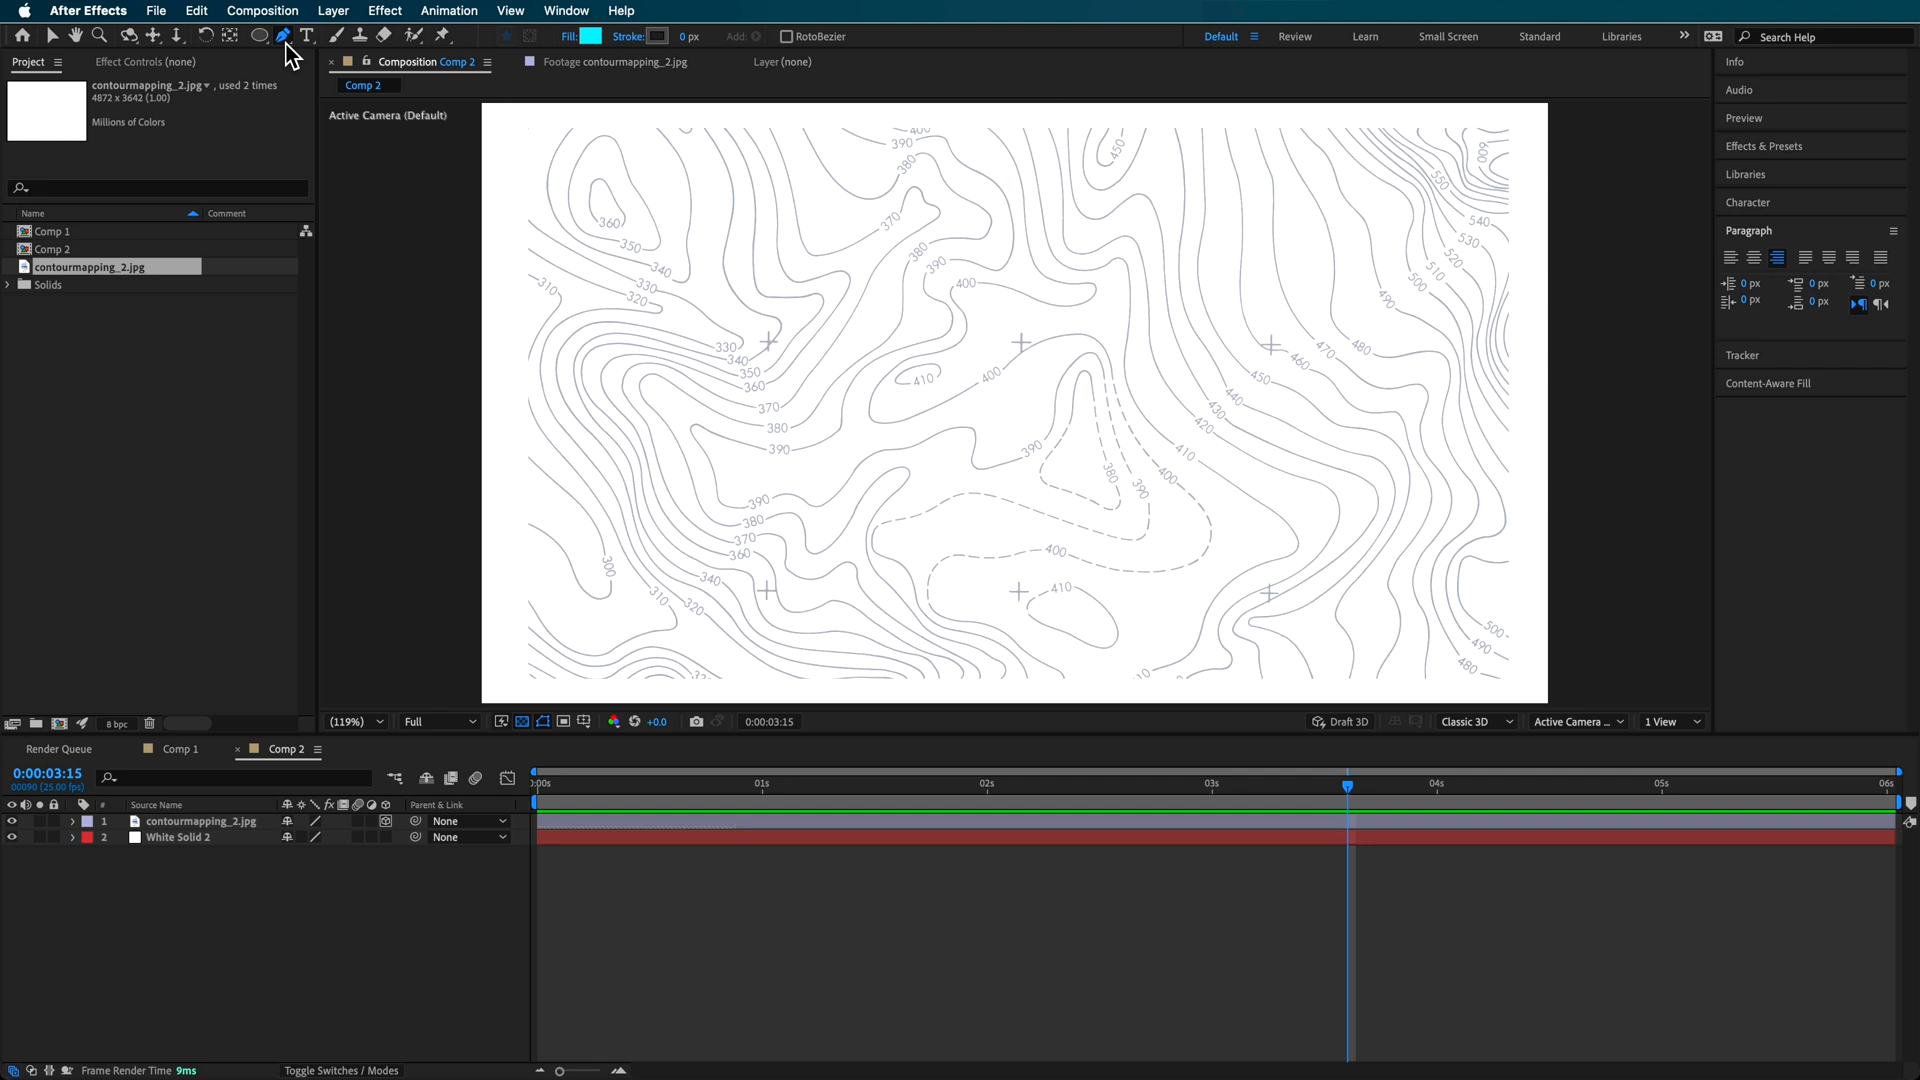 After Effects File Edit Composition Layer Effect Animation View Window Help
Fill: Stroke: 0 px Add: RotoBezier Default Review Learn Small Screen Standard Libraries Search Help
Project Effect Controls (none) Composition Comp 2 Footage contourmapping_2.jpg Layer (none)
contourmapping_2.jpg , used 2 times
4872 x 3642 (1.00)
Millions of Colors
Comp 2
Active Camera (Default)
Name Comment
Comp 1
Comp 2
contourmapping_2.jpg
Solids
8 bpc
400
390
380
370
380
390
400
360
350
340
330
320
310
450
600
550
540
530
520
510
500
490
330
340
350
360
370
380
390
410
400
480
470
460
450
440
430
420
410
390
380
390
400
390
380
370
360
340
300
310
320
400
410
500
490
480
Info
Audio
Preview
Effects & Presets
Libraries
Character
Paragraph
0 px 0 px 0 px
0 px 0 px
Tracker
Content-Aware Fill
(119%) Full +0.0 0:00:03:15 Draft 3D Classic 3D Active Camera ... 1 View
Render Queue Comp 1 Comp 2
0:00:03:15
00090 (25.00 fps)
:00s 01s 02s 03s 04s 05s 06s
# Source Name Parent & Link
1 contourmapping_2.jpg None
2 White Solid 2 None
Frame Render Time 9ms Toggle Switches / Modes